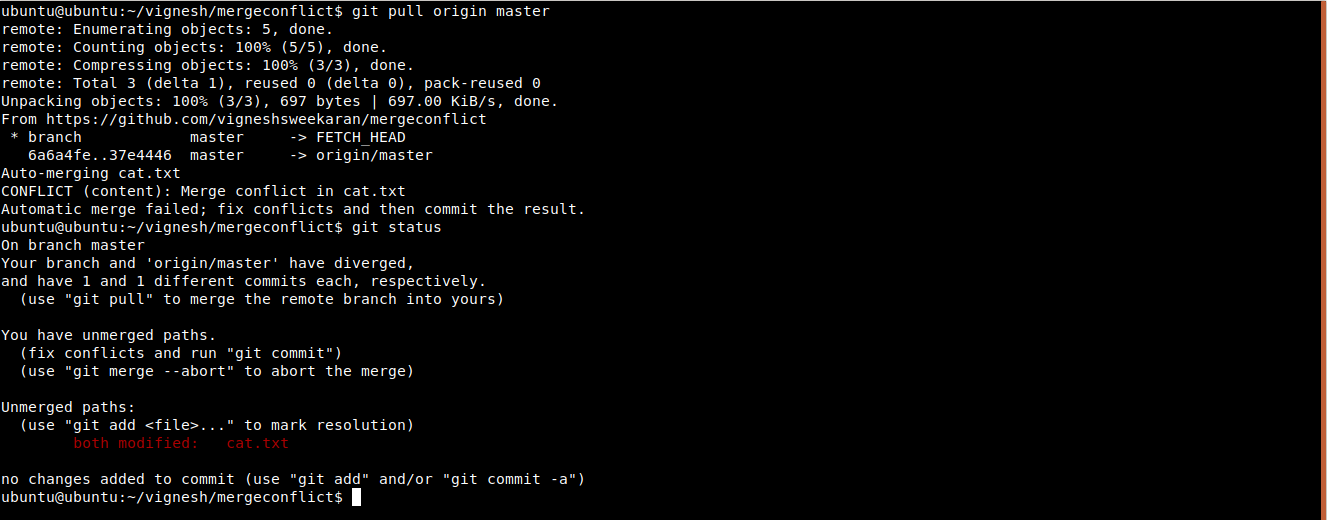 ubuntu@ubuntu:~/vignesh/mergeconflict$ git pull origin master
remote: Enumerating objects: 5, done.
remote: Counting objects: 100% (5/5), done.
remote: Compressing objects: 100% (3/3), done.
remote: Total 3 (delta 1), reused 0 (delta 0), pack-reused 0
Unpacking objects: 100% (3/3), 697 bytes | 697.00 KiB/s, done.
From https://github.com/vigneshsweekaran/mergeconflict
 * branch            master     -> FETCH_HEAD
   6a6a4fe..37e4446  master     -> origin/master
Auto-merging cat.txt
CONFLICT (content): Merge conflict in cat.txt
Automatic merge failed; fix conflicts and then commit the result.
ubuntu@ubuntu:~/vignesh/mergeconflict$ git status
On branch master
Your branch and 'origin/master' have diverged,
and have 1 and 1 different commits each, respectively.
  (use "git pull" to merge the remote branch into yours)

You have unmerged paths.
  (fix conflicts and run "git commit")
  (use "git merge --abort" to abort the merge)

Unmerged paths:
  (use "git add <file>..." to mark resolution)
        both modified:   cat.txt

no changes added to commit (use "git add" and/or "git commit -a")
ubuntu@ubuntu:~/vignesh/mergeconflict$